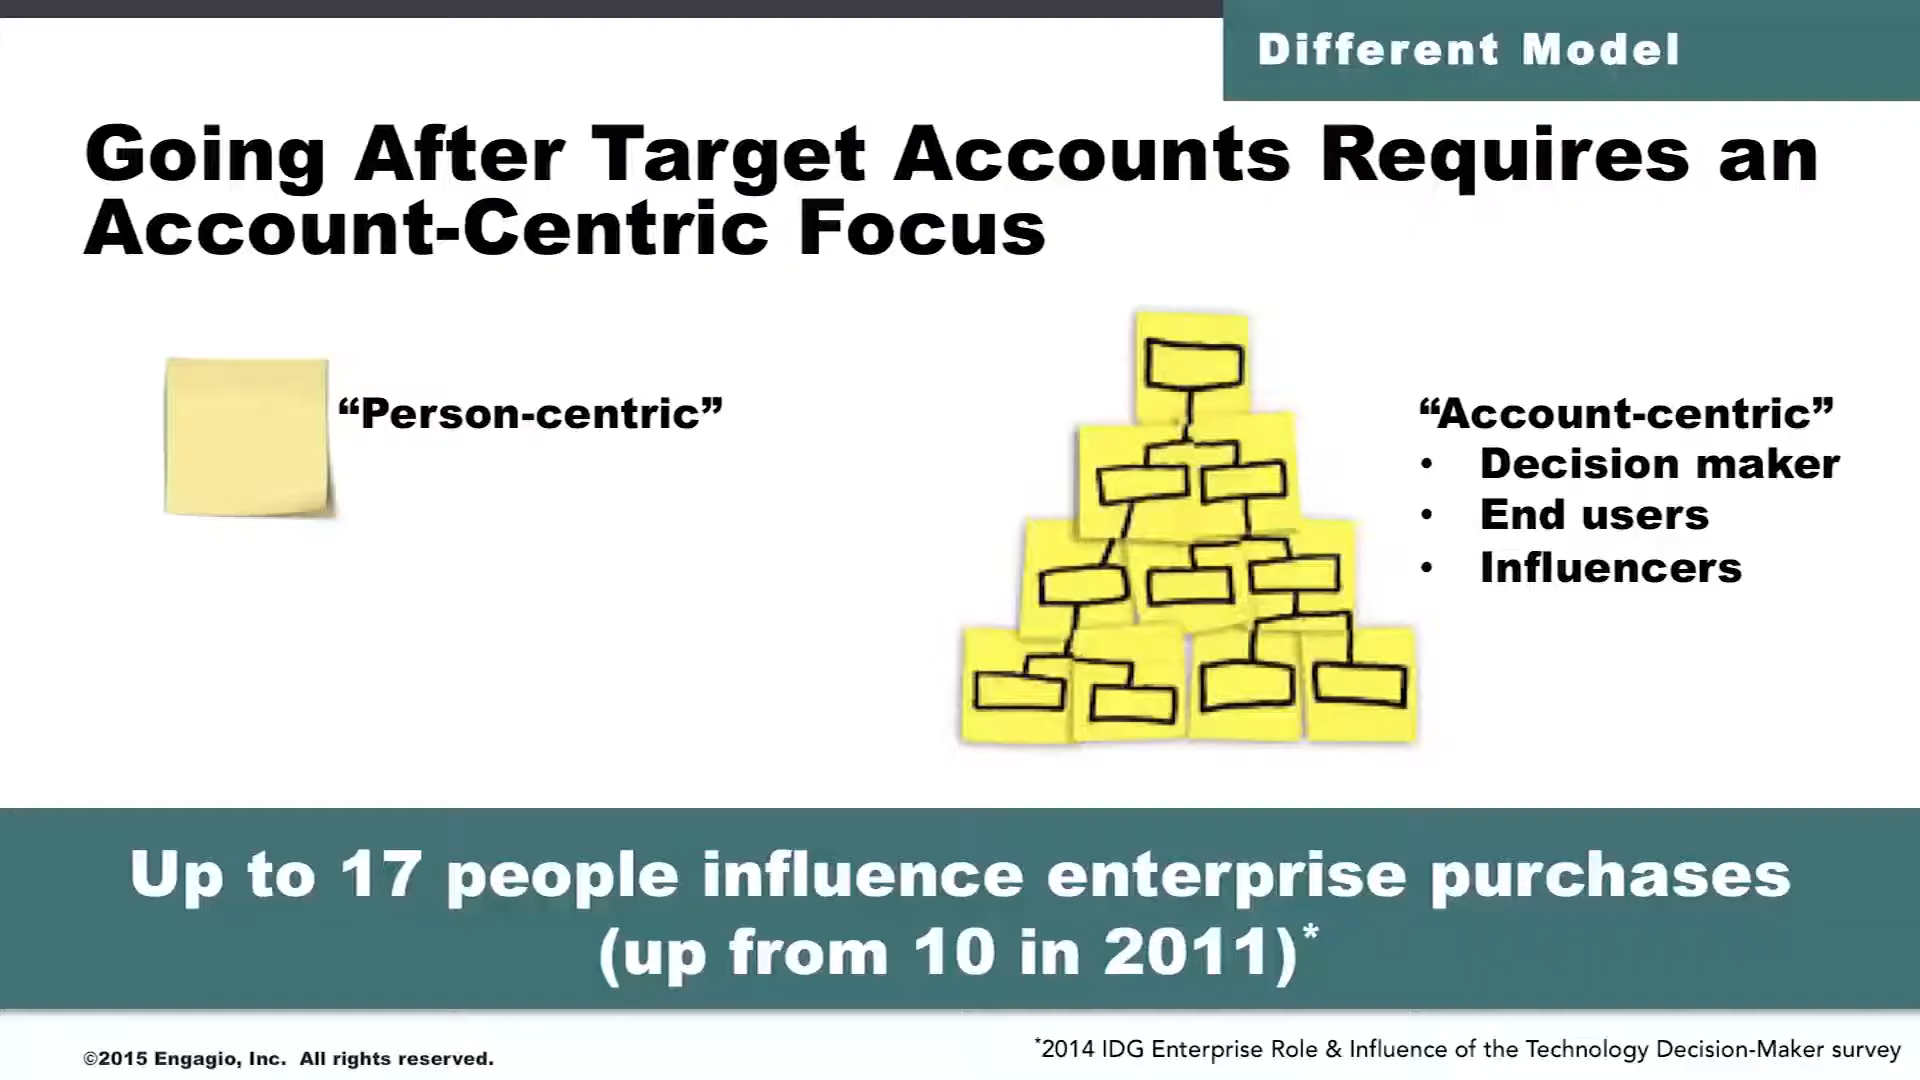 Different Model
Going After Target Accounts Requires an
Account-Centric Focus
“Person-centric”
“Account-centric”
• Decision maker
• End users
• Influencers
Up to 17 people influence enterprise purchases
(up from 10 in 2011)*
©2015 Engagio, Inc. All rights reserved.
*2014 IDG Enterprise Role & Influence of the Technology Decision-Maker survey